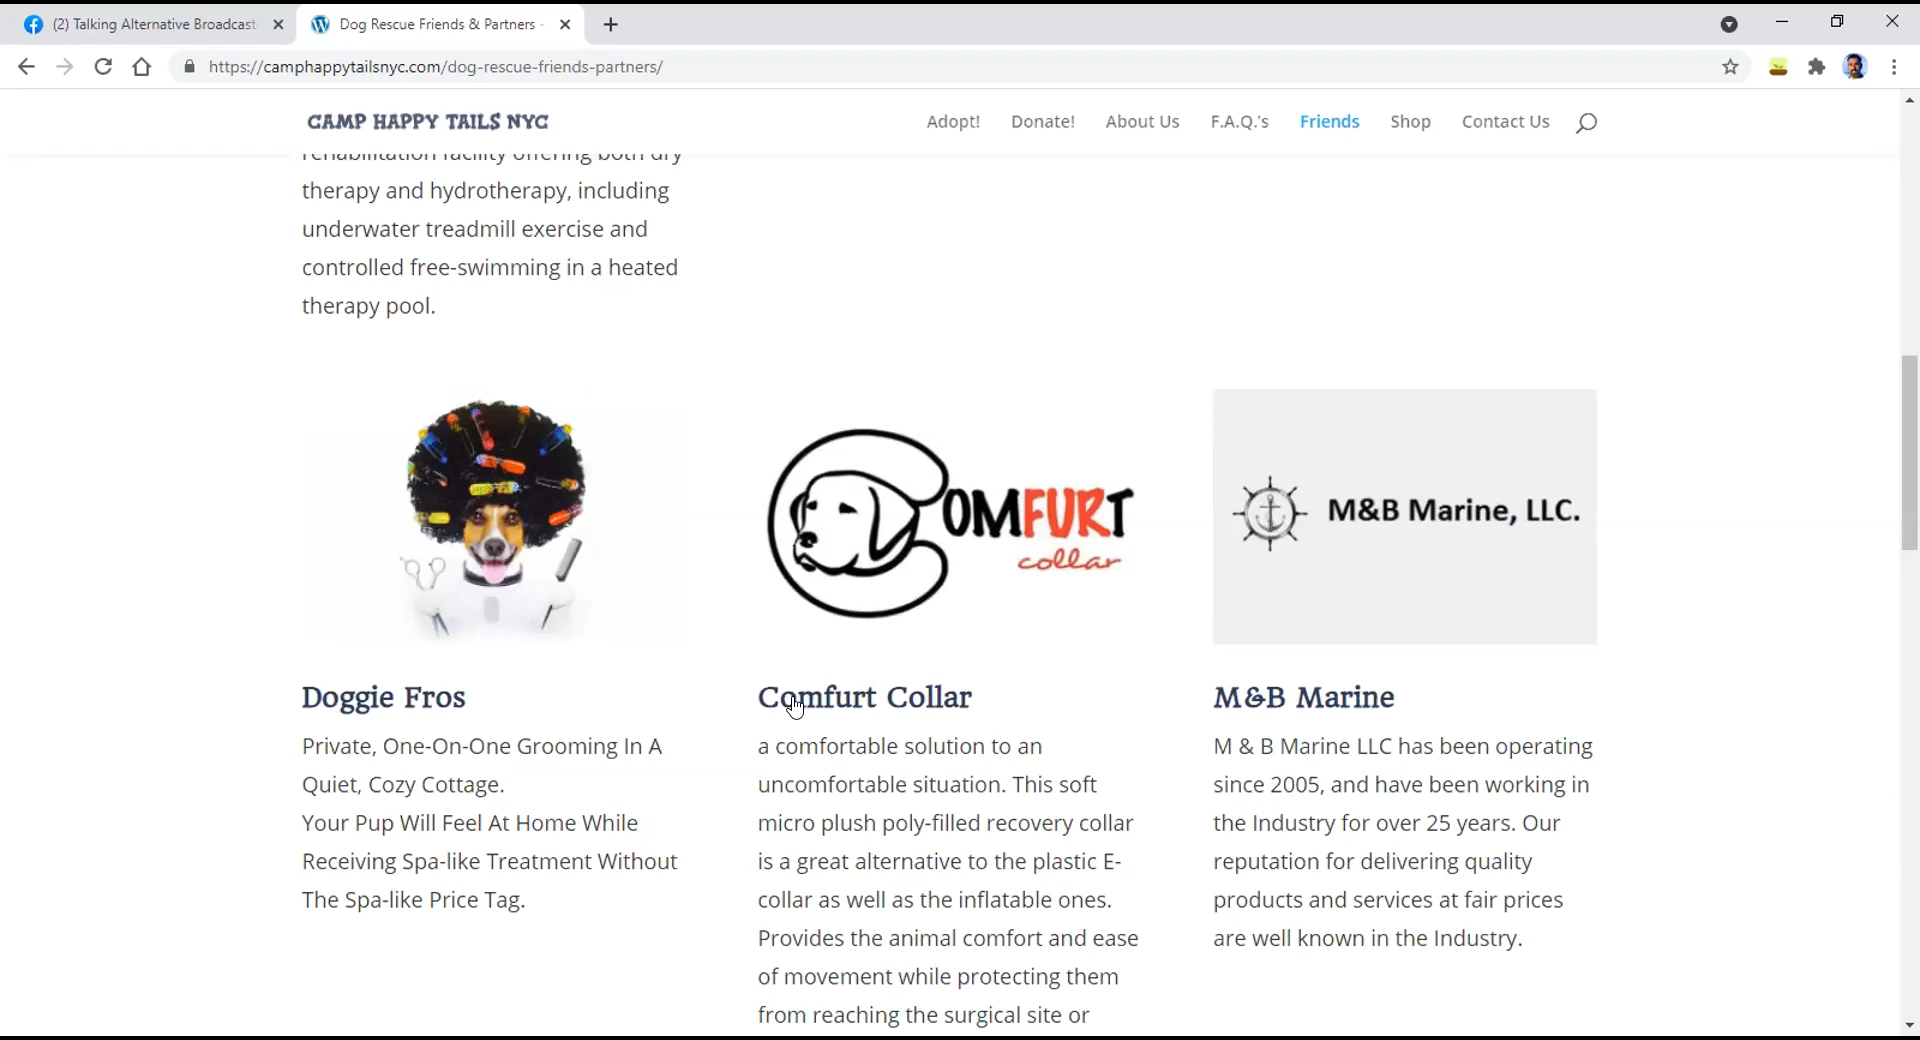 (2) Talking Alternative Broadcast
Dog Rescue Friends & Partners -
https://camphappytailsnyc.com/dog-rescue-friends-partners/
CAMP HAPPY TAILS NYC
Adopt!
Donate!
About Us
F.A.Q.'s
Friends
Shop
Contact Us
rehabilitation facility offering both dry
therapy and hydrotherapy, including
underwater treadmill exercise and
controlled free-swimming in a heated
therapy pool.
COMFURT
collar
M&B Marine, LLC.
Doggie Fros
Private, One-On-One Grooming In A
Quiet, Cozy Cottage.
Your Pup Will Feel At Home While
Receiving Spa-like Treatment Without
The Spa-like Price Tag.
Comfurt Collar
a comfortable solution to an
uncomfortable situation. This soft
micro plush poly-filled recovery collar
is a great alternative to the plastic E-
collar as well as the inflatable ones.
Provides the animal comfort and ease
of movement while protecting them
from reaching the surgical site or
M&B Marine
M & B Marine LLC has been operating
since 2005, and have been working in
the Industry for over 25 years. Our
reputation for delivering quality
products and services at fair prices
are well known in the Industry.